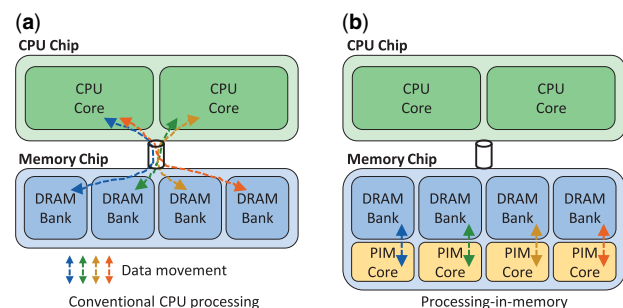 (a)
CPU Chip
CPU
Core
CPU
Core
Memory Chip
DRAM
Bank
DRAM
Bank
DRAM
Bank
DRAM
Bank
Data movement
Conventional CPU processing
(b)
CPU Chip
CPU
Core
CPU
Core
Memory Chip
DRAM
Bank
DRAM
Bank
DRAM
Bank
DRAM
Bank
PIM
Core
PIM
Core
PIM
Core
PIM
Core
Processing-in-memory